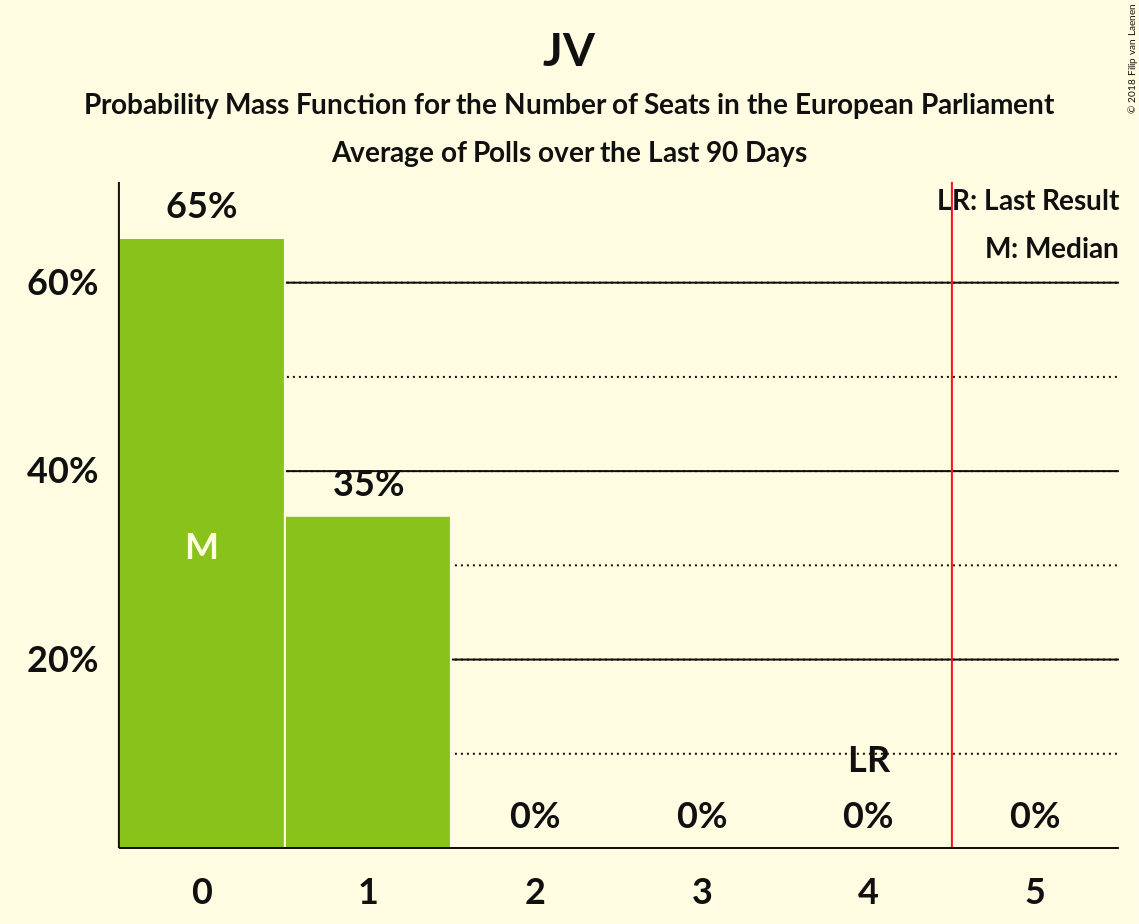 JV
Probability Mass Function for the Number of Seats in the European Parliament
Average of Polls over the Last 90 Days
© 2018 Filip van Laenen
LR: Last Result
M: Median
65%
60%
40%
35%
M
20%
LR
0%
0%
0%
0%
0
1
2
3
4
5